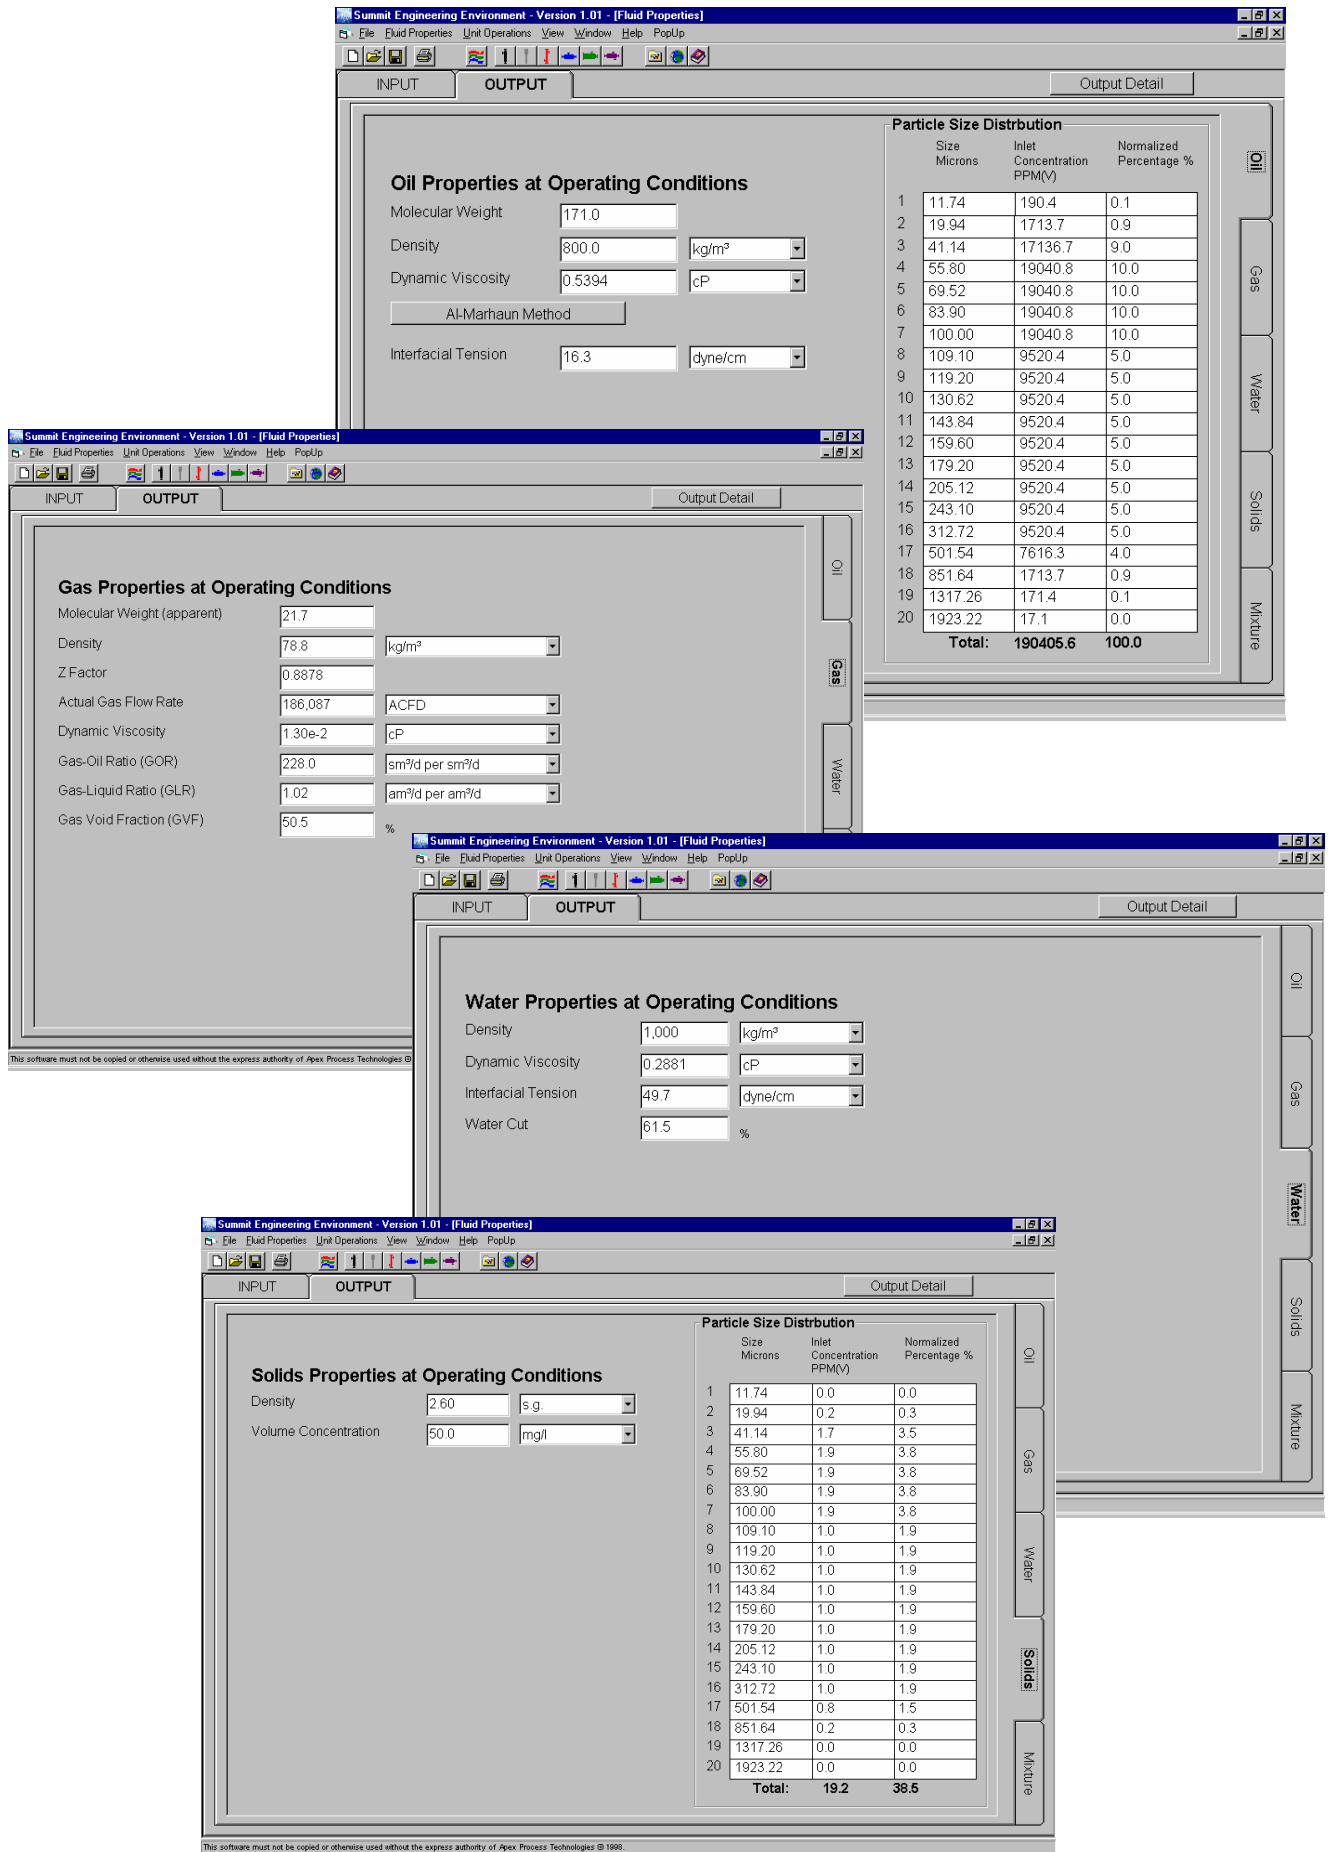 Summit Engineering Environment - Version 1.01 - [Fluid Properties]
File Fluid Properties Unit Operations View Window Help PopUp
INPUT OUTPUT Output Detail
Oil Properties at Operating Conditions
Molecular Weight 171.0
Density 800.0 kg/m³
Dynamic Viscosity 0.5394 cP
Al-Marhaun Method
Interfacial Tension 16.3 dyne/cm
Particle Size Distrbution
Size Inlet Normalized
Microns Concentration Percentage %
PPM(V)
1 11.74 190.4 0.1
2 19.94 1713.7 0.9
3 41.14 17136.7 9.0
4 55.80 19040.8 10.0
5 69.52 19040.8 10.0
6 83.90 19040.8 10.0
7 100.00 19040.8 10.0
8 109.10 9520.4 5.0
9 119.20 9520.4 5.0
10 130.62 9520.4 5.0
11 143.84 9520.4 5.0
12 159.60 9520.4 5.0
13 179.20 9520.4 5.0
14 205.12 9520.4 5.0
15 243.10 9520.4 5.0
16 312.72 9520.4 5.0
17 501.54 7616.3 4.0
18 851.64 1713.7 0.9
19 1317.26 171.4 0.1
20 1923.22 17.1 0.0
Total: 190405.6 100.0
Oil
Gas
Water
Solids
Mixture
Summit Engineering Environment - Version 1.01 - [Fluid Properties]
File Fluid Properties Unit Operations View Window Help PopUp
INPUT OUTPUT Output Detail
Gas Properties at Operating Conditions
Molecular Weight (apparent) 21.7
Density 78.8 kg/m³
Z Factor 0.8878
Actual Gas Flow Rate 186,087 ACFD
Dynamic Viscosity 1.30e-2 cP
Gas-Oil Ratio (GOR) 228.0 sm³/d per sm³/d
Gas-Liquid Ratio (GLR) 1.02 am³/d per am³/d
Gas Void Fraction (GVF) 50.5 %
Oil
Gas
Water
This software must not be copied or otherwise used without the express authority of Apex Process Technologies ©
Summit Engineering Environment - Version 1.01 - [Fluid Properties]
File Fluid Properties Unit Operations View Window Help PopUp
INPUT OUTPUT Output Detail
Water Properties at Operating Conditions
Density 1,000 kg/m³
Dynamic Viscosity 0.2881 cP
Interfacial Tension 49.7 dyne/cm
Water Cut 61.5 %
Oil
Gas
Water
Solids
Mixture
Summit Engineering Environment - Version 1.01 - [Fluid Properties]
File Fluid Properties Unit Operations View Window Help PopUp
INPUT OUTPUT Output Detail
Solids Properties at Operating Conditions
Density 2.60 s.g.
Volume Concentration 50.0 mg/l
Particle Size Distrbution
Size Inlet Normalized
Microns Concentration Percentage %
PPM(V)
1 11.74 0.0 0.0
2 19.94 0.2 0.3
3 41.14 1.7 3.5
4 55.80 1.9 3.8
5 69.52 1.9 3.8
6 83.90 1.9 3.8
7 100.00 1.9 3.8
8 109.10 1.0 1.9
9 119.20 1.0 1.9
10 130.62 1.0 1.9
11 143.84 1.0 1.9
12 159.60 1.0 1.9
13 179.20 1.0 1.9
14 205.12 1.0 1.9
15 243.10 1.0 1.9
16 312.72 1.0 1.9
17 501.54 0.8 1.5
18 851.64 0.2 0.3
19 1317.26 0.0 0.0
20 1923.22 0.0 0.0
Total: 19.2 38.5
Oil
Gas
Water
Solids
Mixture
This software must not be copied or otherwise used without the express authority of Apex Process Technologies © 1998.